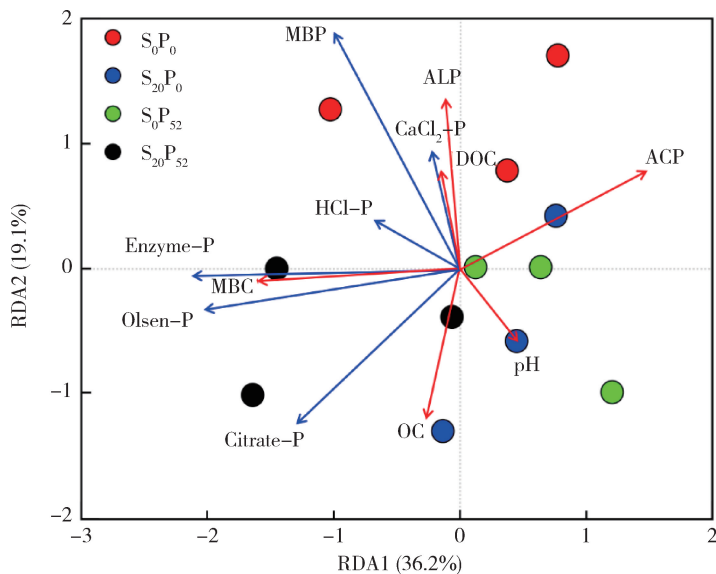 2
1
0
−1
−2
−3
−2
−1
0
1
2
RDA2 (19.1%)
RDA1 (36.2%)
S₀P₀
S₂₀P₀
S₀P₅₂
S₂₀P₅₂
MBP
ALP
CaCl₂−P
DOC
ACP
HCl−P
Enzyme−P
MBC
Olsen−P
pH
Citrate−P
OC